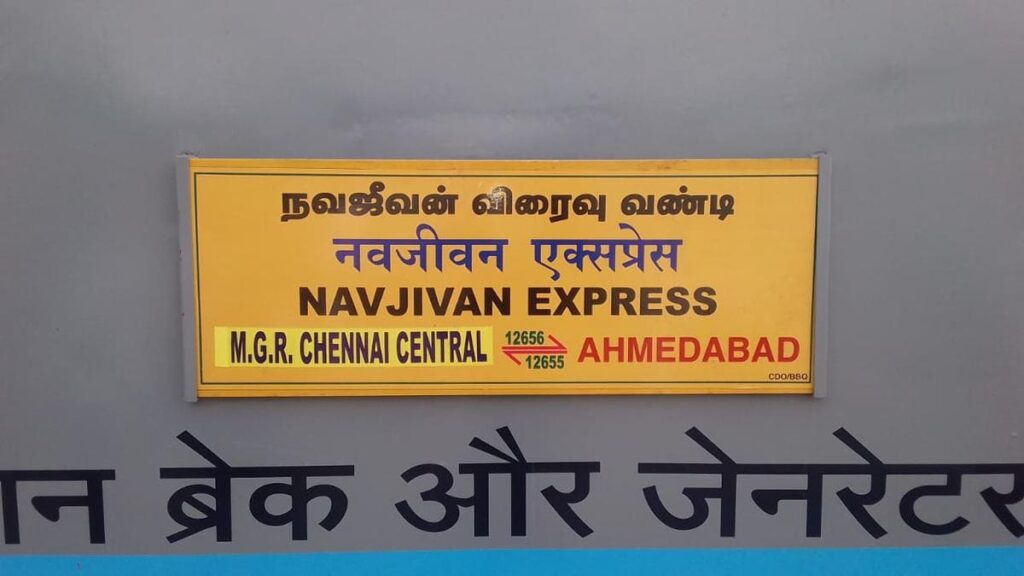 நவஜீவன் விரைவு வண்டி
नवजीवन एक्सप्रेस
NAVJIVAN EXPRESS
M.G.R. CHENNAI CENTRAL 12656 12655 AHMEDABAD
CDO/BBQ
ब्रेक और जेनरेटर